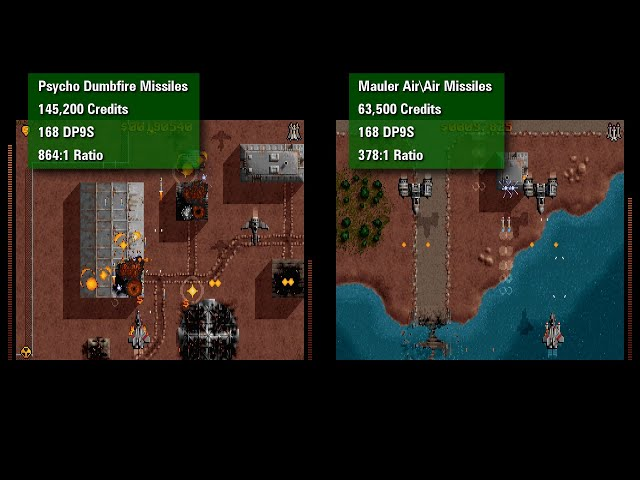 Psycho Dumbfire Missiles
145,200 Credits
168 DP9S
864:1 Ratio
Mauler Air\Air Missiles
63,500 Credits
168 DP9S
378:1 Ratio